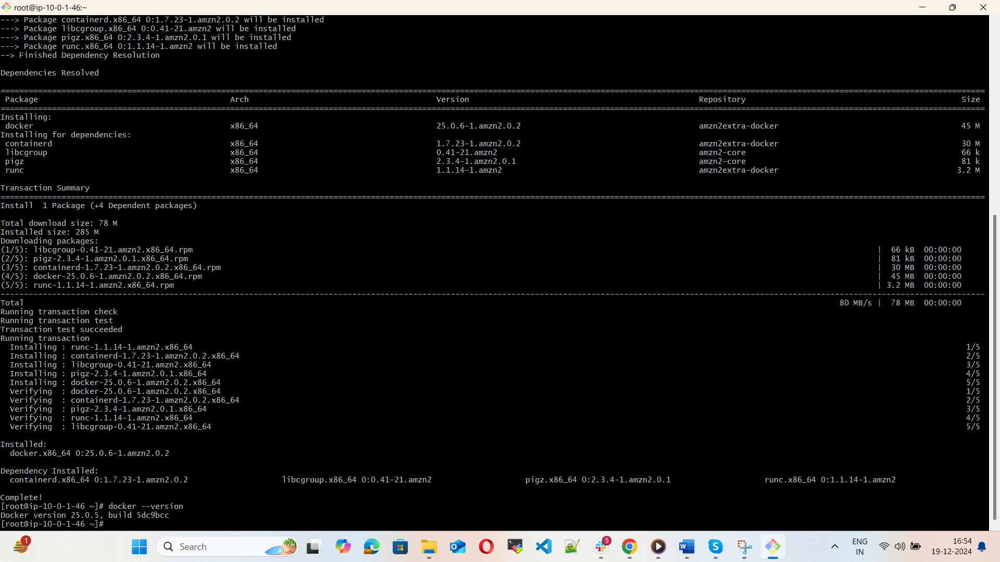 root@ip-10-0-1-46:~
---> Package containerd.x86_64 0:1.7.23-1.amzn2.0.2 will be installed
---> Package libcgroup.x86_64 0:0.41-21.amzn2 will be installed
---> Package pigz.x86_64 0:2.3.4-1.amzn2.0.1 will be installed
---> Package runc.x86_64 0:1.1.14-1.amzn2 will be installed
--> Finished Dependency Resolution
Dependencies Resolved
Package Arch Version Repository Size
Installing:
docker x86_64 25.0.6-1.amzn2.0.2 amzn2extra-docker 45 M
Installing for dependencies:
containerd x86_64 1.7.23-1.amzn2.0.2 amzn2extra-docker 30 M
libcgroup x86_64 0.41-21.amzn2 amzn2-core 66 k
pigz x86_64 2.3.4-1.amzn2.0.1 amzn2-core 81 k
runc x86_64 1.1.14-1.amzn2 amzn2extra-docker 3.2 M
Transaction Summary
Install 1 Package (+4 Dependent packages)
Total download size: 78 M
Installed size: 285 M
Downloading packages:
(1/5): libcgroup-0.41-21.amzn2.x86_64.rpm | 66 kB 00:00:00
(2/5): pigz-2.3.4-1.amzn2.0.1.x86_64.rpm | 81 kB 00:00:00
(3/5): containerd-1.7.23-1.amzn2.0.2.x86_64.rpm | 30 MB 00:00:00
(4/5): docker-25.0.6-1.amzn2.0.2.x86_64.rpm | 45 MB 00:00:00
(5/5): runc-1.1.14-1.amzn2.x86_64.rpm | 3.2 MB 00:00:00
Total 80 MB/s | 78 MB 00:00:00
Running transaction check
Running transaction test
Transaction test succeeded
Running transaction
Installing : runc-1.1.14-1.amzn2.x86_64 1/5
Installing : containerd-1.7.23-1.amzn2.0.2.x86_64 2/5
Installing : libcgroup-0.41-21.amzn2.x86_64 3/5
Installing : pigz-2.3.4-1.amzn2.0.1.x86_64 4/5
Installing : docker-25.0.6-1.amzn2.0.2.x86_64 5/5
Verifying : docker-25.0.6-1.amzn2.0.2.x86_64 1/5
Verifying : containerd-1.7.23-1.amzn2.0.2.x86_64 2/5
Verifying : pigz-2.3.4-1.amzn2.0.1.x86_64 3/5
Verifying : runc-1.1.14-1.amzn2.x86_64 4/5
Verifying : libcgroup-0.41-21.amzn2.x86_64 5/5
Installed:
docker.x86_64 0:25.0.6-1.amzn2.0.2
Dependency Installed:
containerd.x86_64 0:1.7.23-1.amzn2.0.2 libcgroup.x86_64 0:0.41-21.amzn2 pigz.x86_64 0:2.3.4-1.amzn2.0.1 runc.x86_64 0:1.1.14-1.amzn2
Complete!
[root@ip-10-0-1-46 ~]# docker --version
Docker version 25.0.5, build 5dc9bcc
[root@ip-10-0-1-46 ~]#
1
Search
5
ENG
IN
16:54
19-12-2024